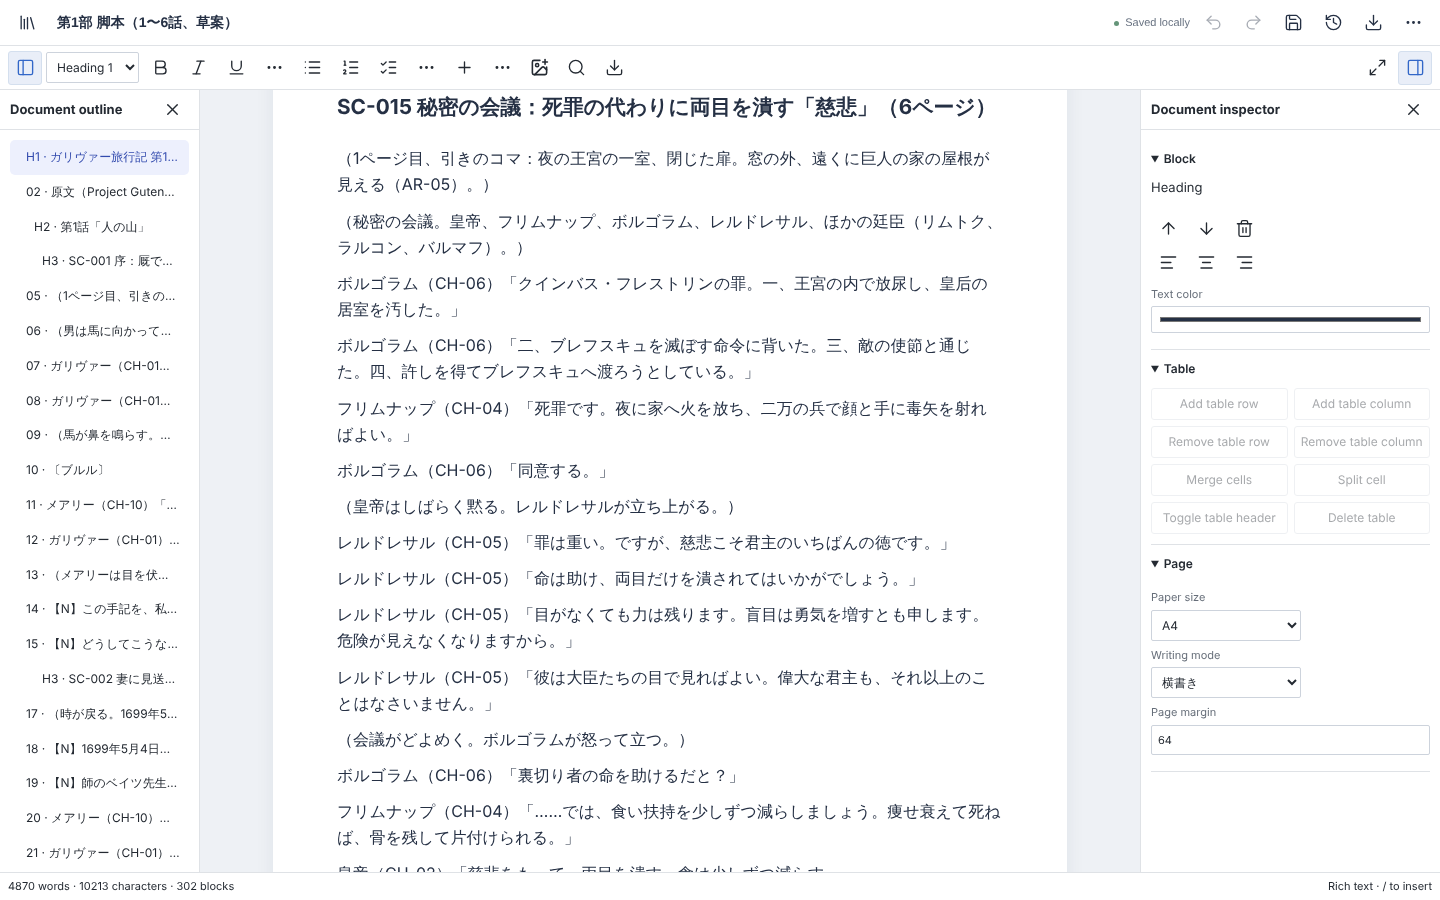 第1部 脚本（1〜6話、草案）
Saved locally
Heading 1
Document outline
H1 · ガリヴァー旅行記 第1...
02 · 原文（Project Guten...
H2 · 第1話「人の山」
H3 · SC-001 序：厩で...
05 · （1ページ目、引きの...
06 · （男は馬に向かって...
07 · ガリヴァー（CH-01...
08 · ガリヴァー（CH-01...
09 · （馬が鼻を鳴らす。...
10 · 〔ブルル〕
11 · メアリー（CH-10）「...
12 · ガリヴァー（CH-01）...
13 · （メアリーは目を伏...
14 · 【N】この手記を、私...
15 · 【N】どうしてこうな...
H3 · SC-002 妻に見送...
17 · （時が戻る。1699年5...
18 · 【N】1699年5月4日...
19 · 【N】師のベイツ先生...
20 · メアリー（CH-10）...
21 · ガリヴァー（CH-01）...
SC-015 秘密の会議：死罪の代わりに両目を潰す「慈悲」（6ページ）
（1ページ目、引きのコマ：夜の王宮の一室、閉じた扉。窓の外、遠くに巨人の家の屋根が
見える（AR-05）。）
（秘密の会議。皇帝、フリムナップ、ボルゴラム、レルドレサル、ほかの廷臣（リムトク、
ラルコン、バルマフ）。）
ボルゴラム（CH-06）「クインバス・フレストリンの罪。一、王宮の内で放尿し、皇后の
居室を汚した。」
ボルゴラム（CH-06）「二、ブレフスキュを滅ぼす命令に背いた。三、敵の使節と通じ
た。四、許しを得てブレフスキュへ渡ろうとしている。」
フリムナップ（CH-04）「死罪です。夜に家へ火を放ち、二万の兵で顔と手に毒矢を射れ
ばよい。」
ボルゴラム（CH-06）「同意する。」
（皇帝はしばらく黙る。レルドレサルが立ち上がる。）
レルドレサル（CH-05）「罪は重い。ですが、慈悲こそ君主のいちばんの徳です。」
レルドレサル（CH-05）「命は助け、両目だけを潰されてはいかがでしょう。」
レルドレサル（CH-05）「目がなくても力は残ります。盲目は勇気を増すとも申します。
危険が見えなくなりますから。」
レルドレサル（CH-05）「彼は大臣たちの目で見ればよい。偉大な君主も、それ以上のこ
とはなさいません。」
（会議がどよめく。ボルゴラムが怒って立つ。）
ボルゴラム（CH-06）「裏切り者の命を助けるだと？」
フリムナップ（CH-04）「……では、食い扶持を少しずつ減らしましょう。痩せ衰えて死ね
ば、骨を残して片付けられる。」
Document inspector
Block
Heading
Text color
Table
Add table row
Add table column
Remove table row
Remove table column
Merge cells
Split cell
Toggle table header
Delete table
Page
Paper size
A4
Writing mode
横書き
Page margin
64
4870 words · 10213 characters · 302 blocks
Rich text · / to insert